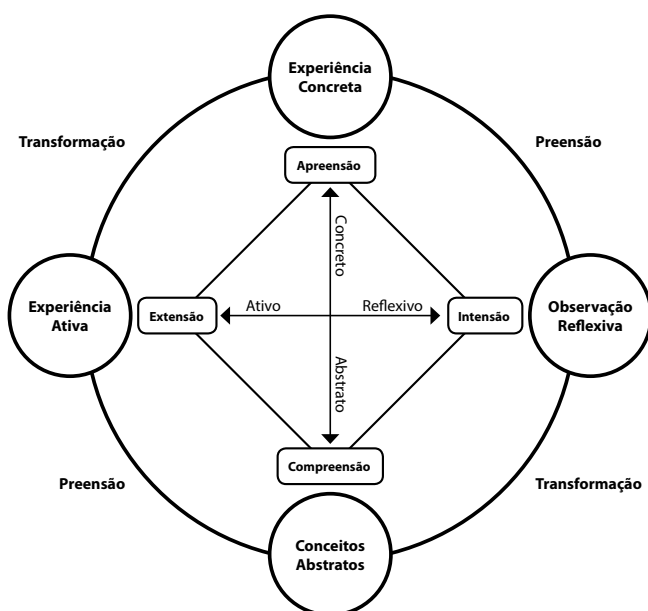 Experiência
Concreta
Transformação
Preensão
Apreensão
Concreto
Experiência
Ativa
Extensão
Ativo
Reflexivo
Intensão
Observação
Reflexiva
Abstrato
Compreensão
Preensão
Transformação
Conceitos
Abstratos